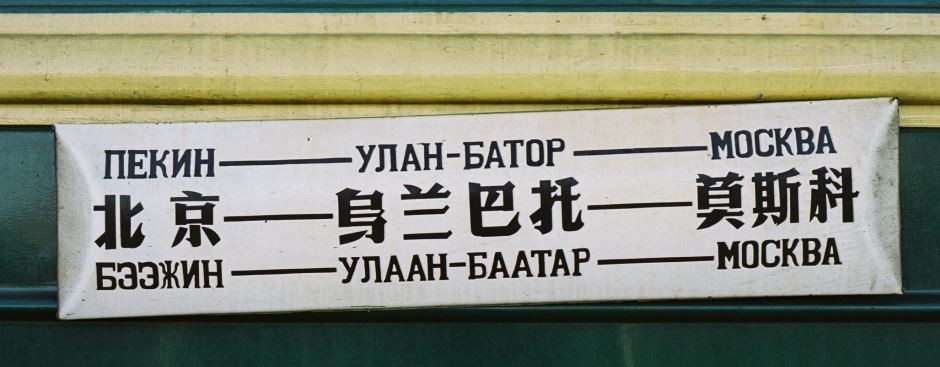 ПЕКИН — УЛАН-БАТОР — МОСКВА
北京 — 乌兰巴托 — 莫斯科
БЭЭЖИН — УЛААН-БААТАР — МОСКВА